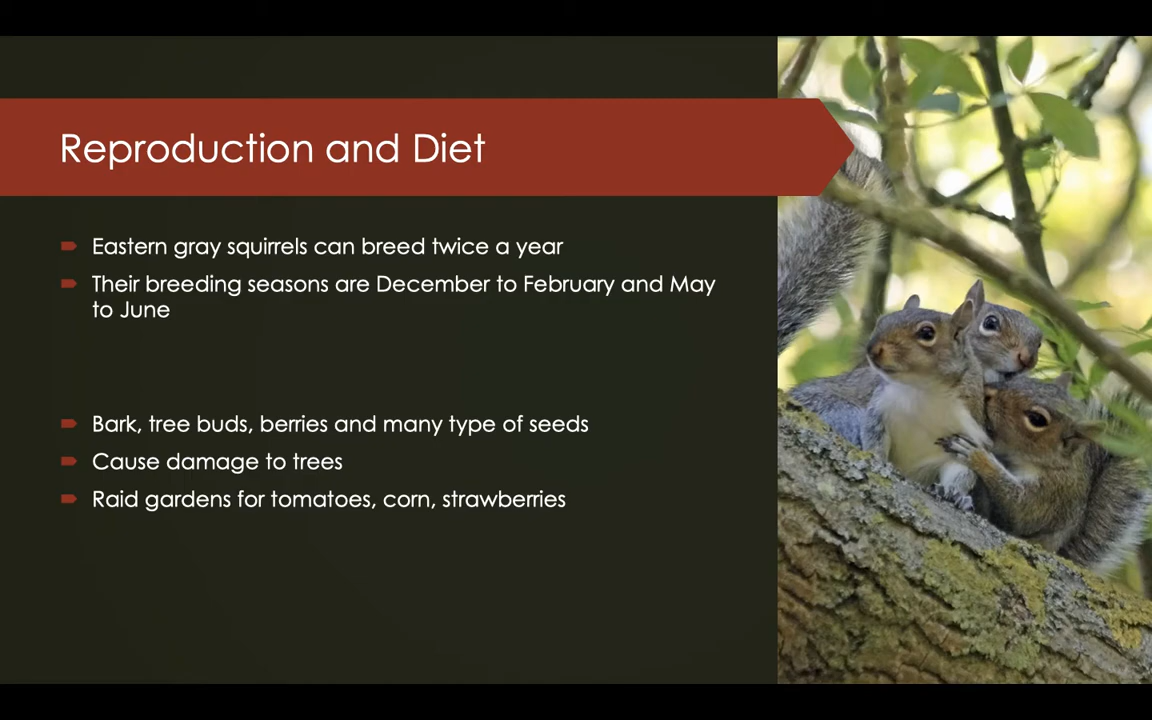 Reproduction and Diet
Eastern gray squirrels can breed twice a year
Their breeding seasons are December to February and May
to June
Bark, tree buds, berries and many type of seeds
Cause damage to trees
Raid gardens for tomatoes, corn, strawberries